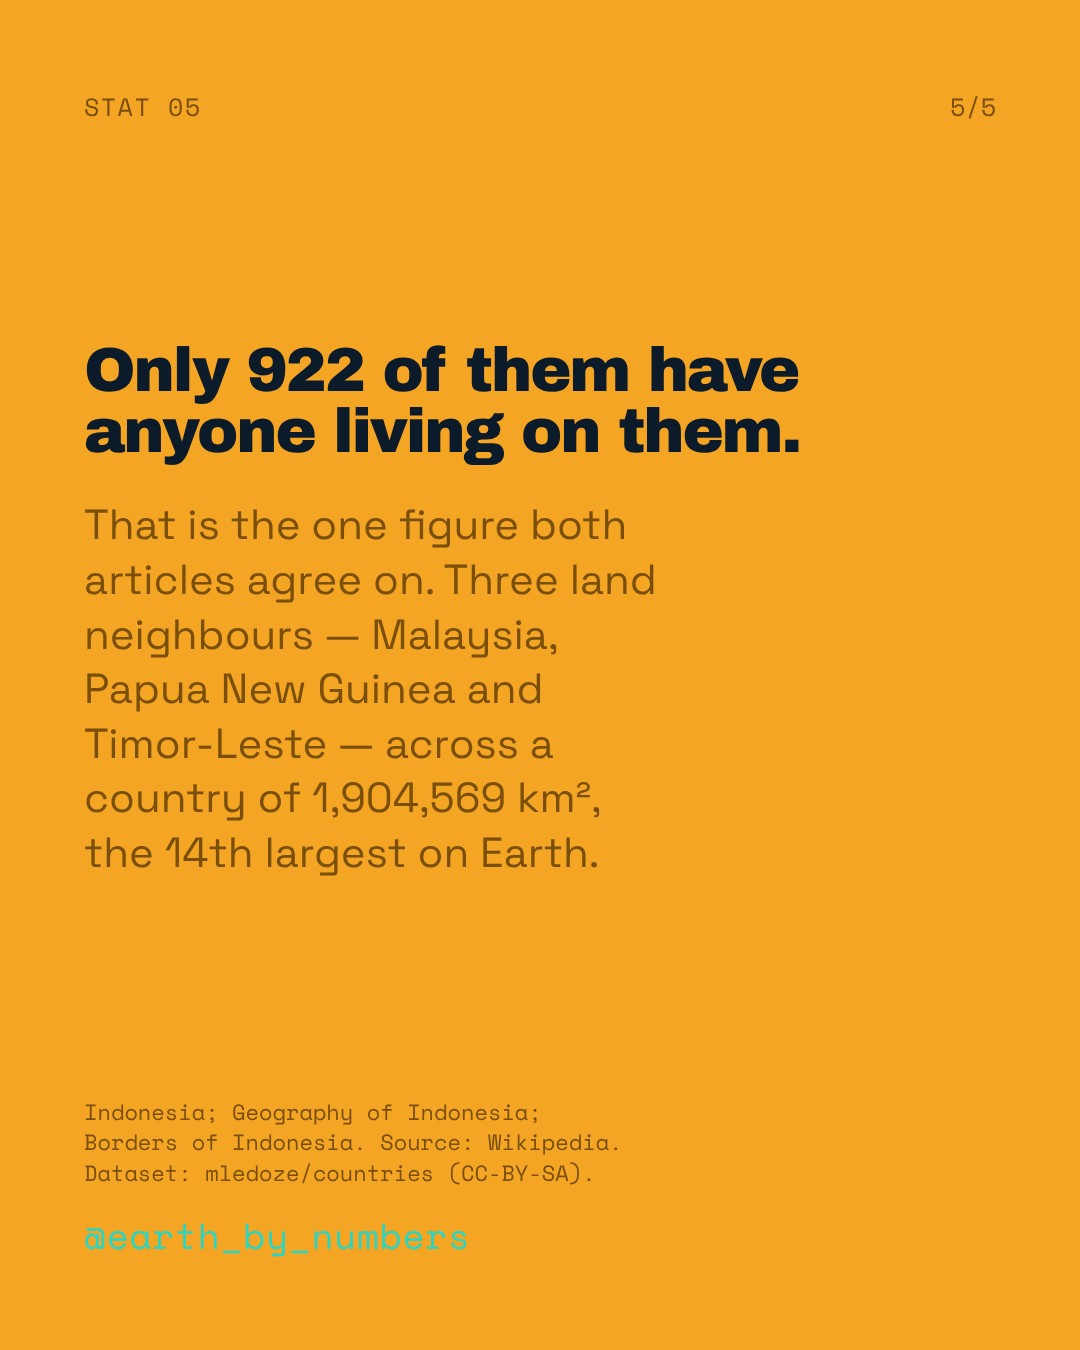 STAT 05
5/5
Only 922 of them have
anyone living on them.
That is the one figure both
articles agree on. Three land
neighbours — Malaysia,
Papua New Guinea and
Timor-Leste — across a
country of 1,904,569 km²,
the 14th largest on Earth.
Indonesia; Geography of Indonesia;
Borders of Indonesia. Source: Wikipedia.
Dataset: mledoze/countries (CC-BY-SA).
@earth_by_numbers